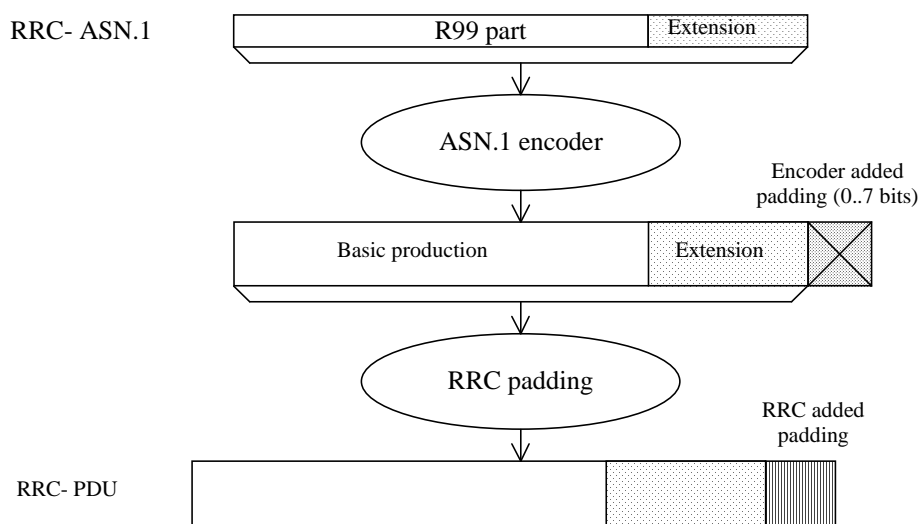 RRC- ASN.1
R99 part
Extension
ASN.1 encoder
Encoder added
padding (0..7 bits)
Basic production
Extension
RRC padding
RRC added
padding
RRC- PDU